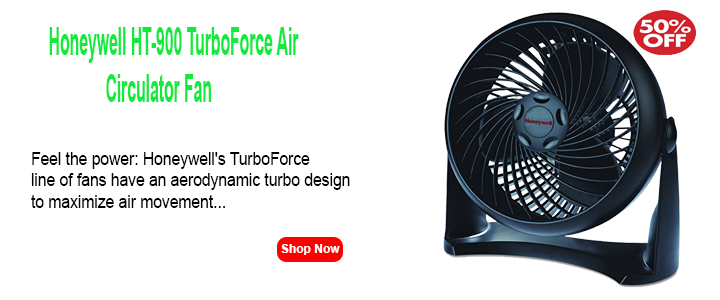 Honeywell HT-900 TurboForce Air
Circulator Fan
50%
OFF
Feel the power: Honeywell's TurboForce
line of fans have an aerodynamic turbo design
to maximize air movement...
Shop Now
Honeywell